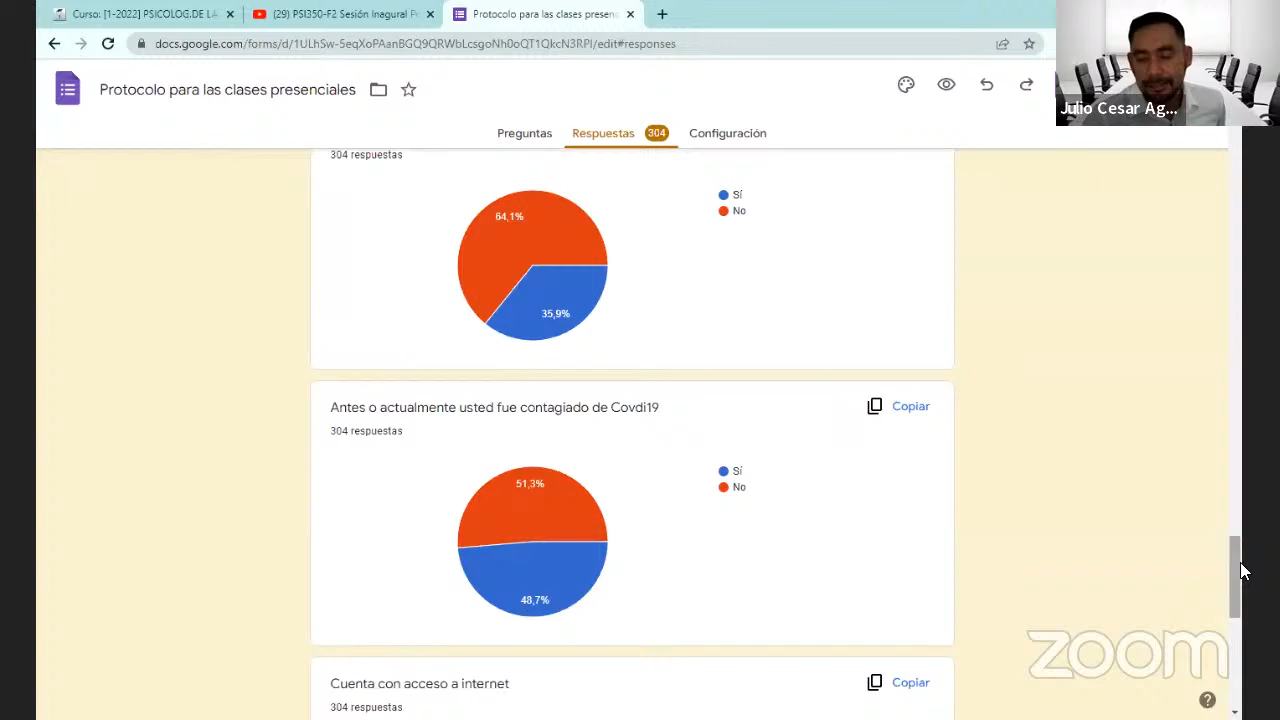 Curso: [1-2022] PSICOLOG.DE L
(29) PSI350-F2 Sesión Inagural P
Protocolo para las clases presen
docs.google.com/forms/d/1ULhSw-5eqXoPAanBGQ9QRWbLcsgoNh0oQT1QkcN3RPI/edit#responses
Protocolo para las clases presenciales
Julio Cesar Ag...
Preguntas
Respuestas 304
Configuración
304 respuestas
Sí
No
64,1%
35,9%
Antes o actualmente usted fue contagiado de Covdi19
Copiar
304 respuestas
Sí
No
51,3%
48,7%
zoom
Cuenta con acceso a internet
Copiar
304 respuestas